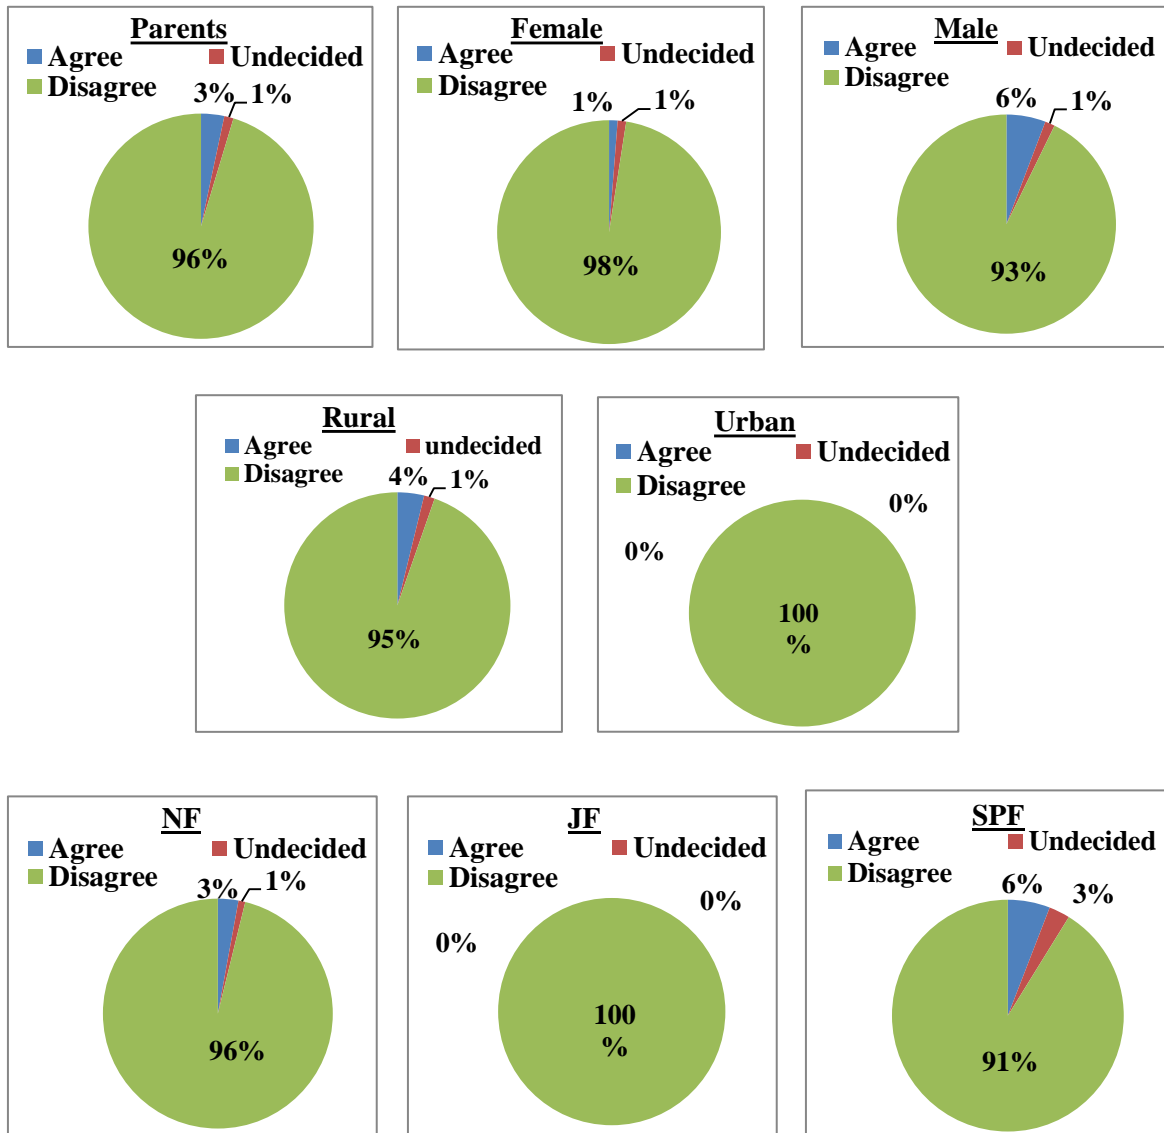 Parents
Agree Undecided
Disagree
3% 1%
96%
Female
Agree Undecided
Disagree
1% 1%
98%
Male
Agree Undecided
Disagree
6% 1%
93%
Rural
Agree undecided
Disagree
4% 1%
95%
Urban
Agree Undecided
Disagree
0%
0%
100
%
NF
Agree Undecided
Disagree
3% 1%
96%
JF
Agree Undecided
Disagree
0%
0%
100
%
SPF
Agree Undecided
Disagree
6% 3%
91%